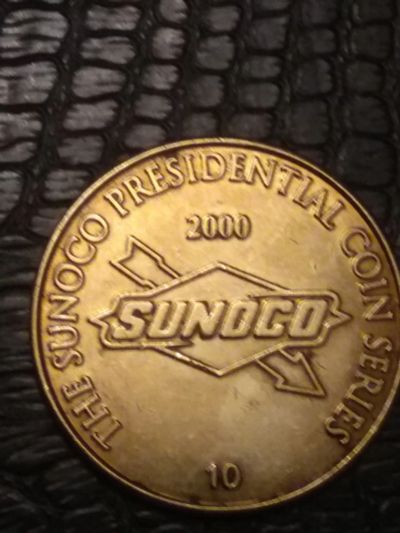 THE SUNOCO PRESIDENTIAL COIN SERIES
2000
SUNOCO
10